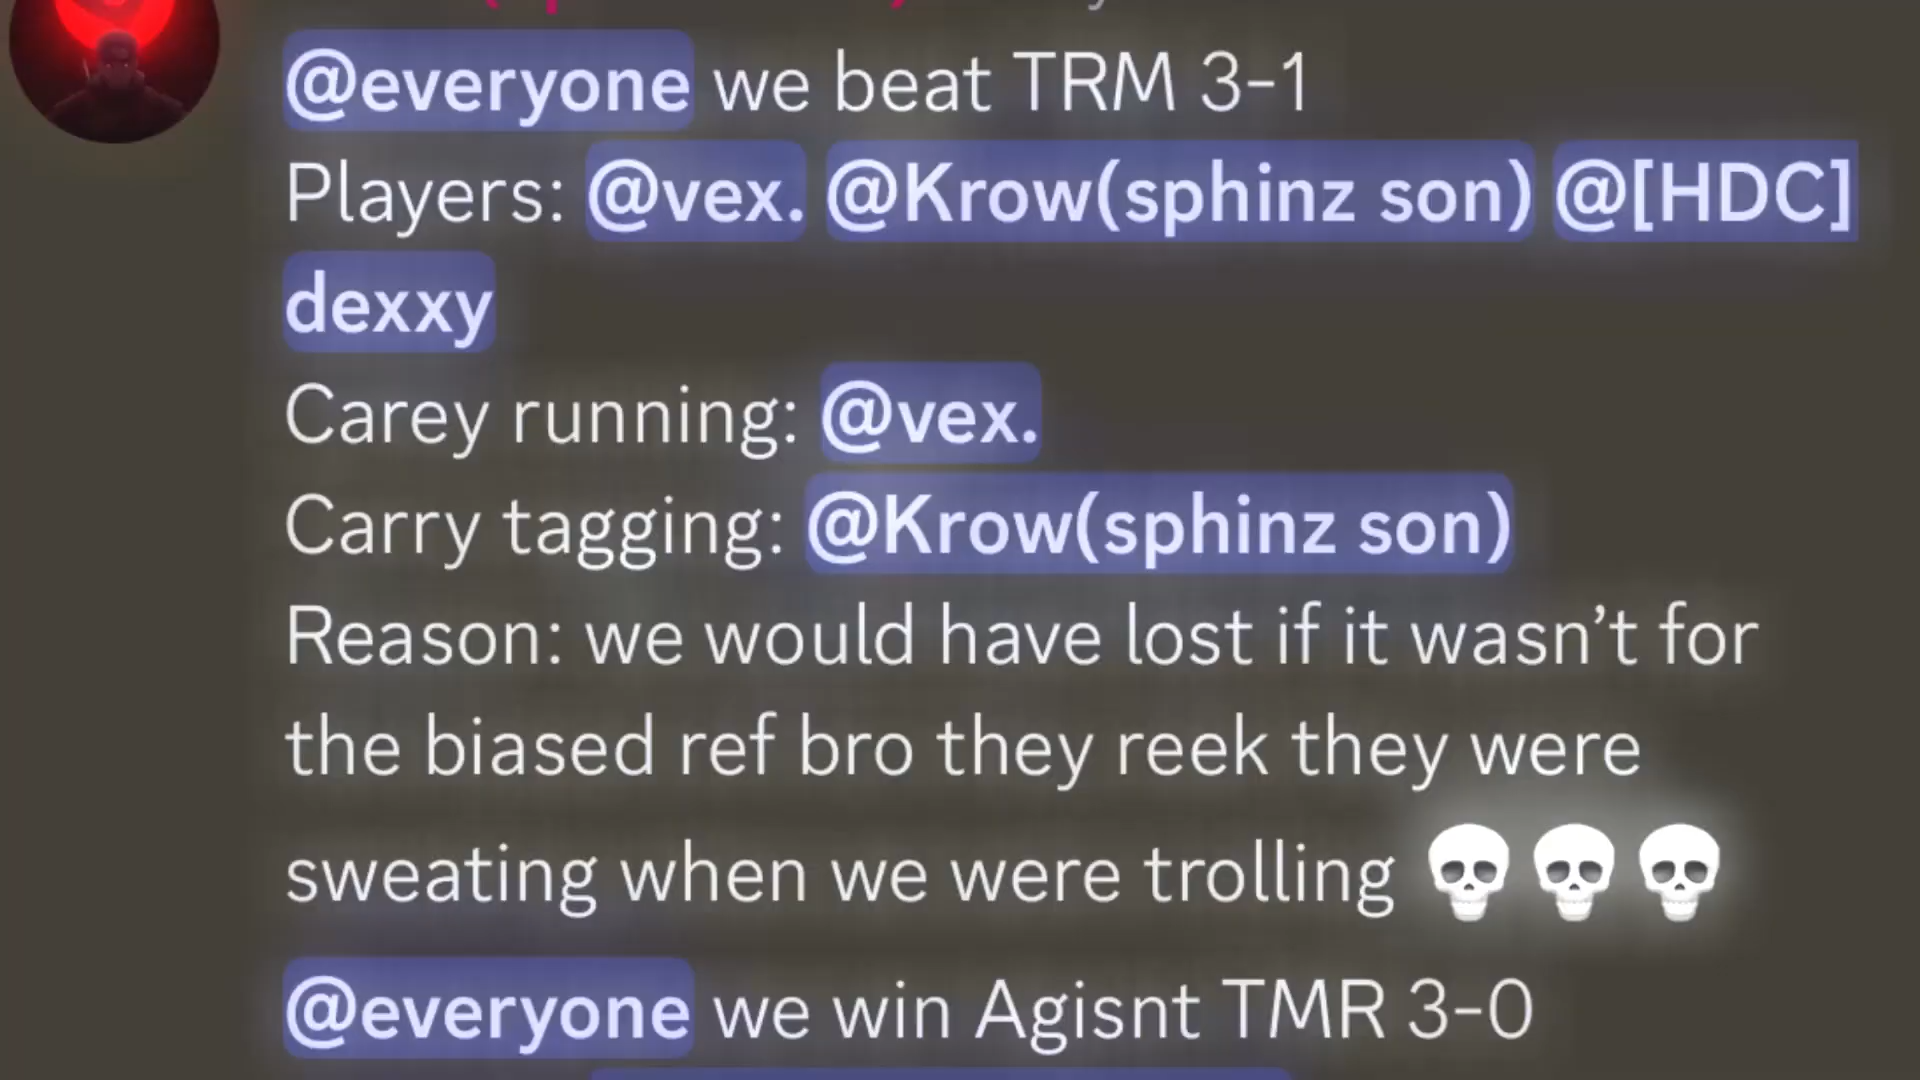 @everyone we beat TRM 3-1
Players: @vex. @Krow(sphinz son) @[HDC]
dexxy
Carey running: @vex.
Carry tagging: @Krow(sphinz son)
Reason: we would have lost if it wasn’t for
the biased ref bro they reek they were
sweating when we were trolling 💀💀💀
@everyone we win Agisnt TMR 3-0